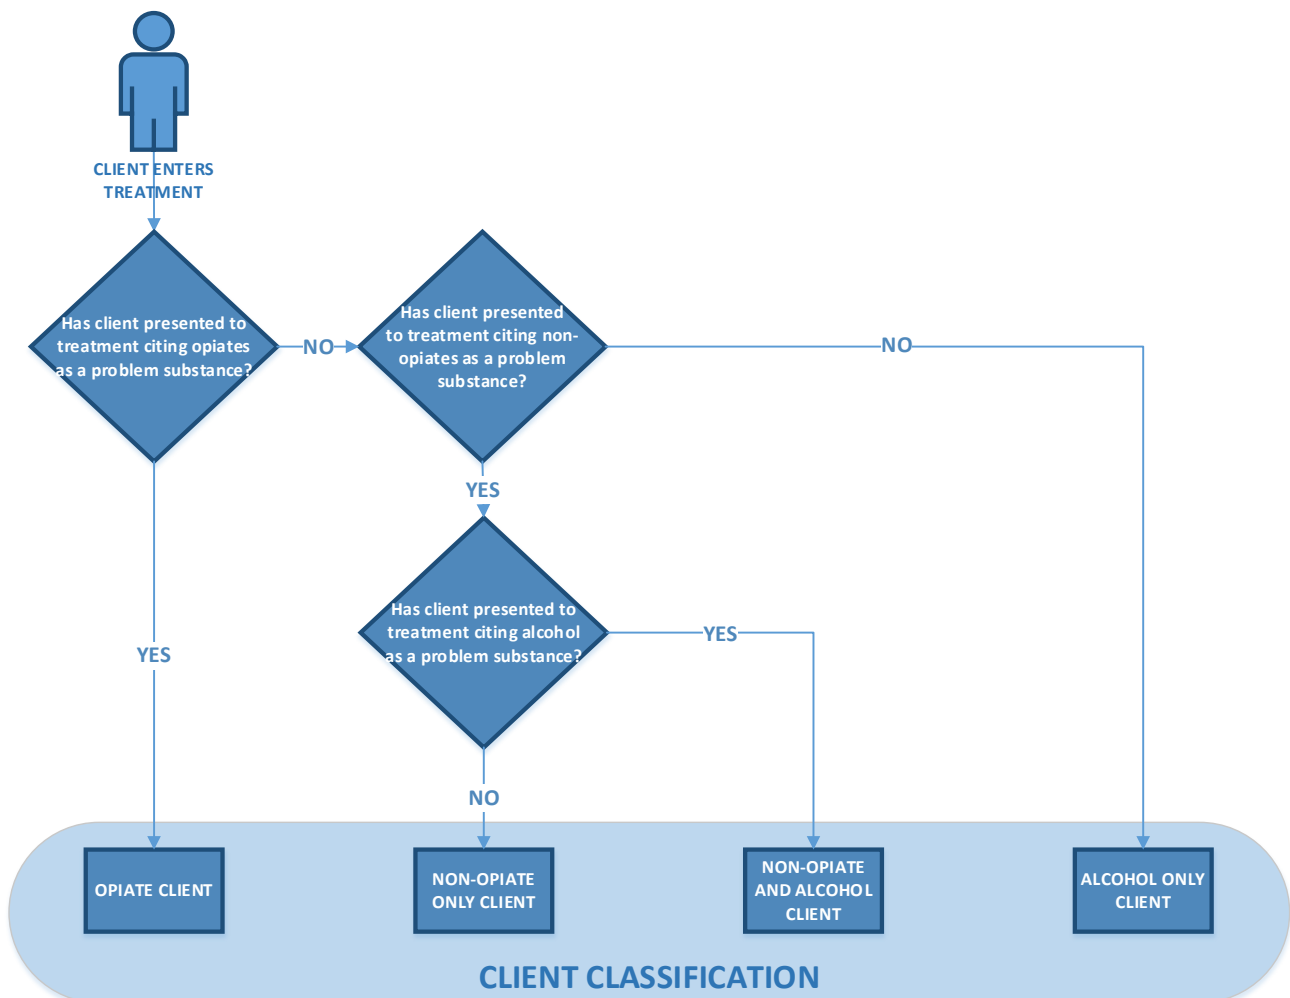 CLIENT ENTERS
TREATMENT
Has client presented to
treatment citing opiates
as a problem substance?
NO
Has client presented
to treatment citing non-
opiates as a problem
substance?
NO
YES
Has client presented to
treatment citing alcohol
as a problem substance?
YES
YES
NO
OPIATE CLIENT
NON-OPIATE
ONLY CLIENT
NON-OPIATE
AND ALCOHOL
CLIENT
ALCOHOL ONLY
CLIENT
CLIENT CLASSIFICATION